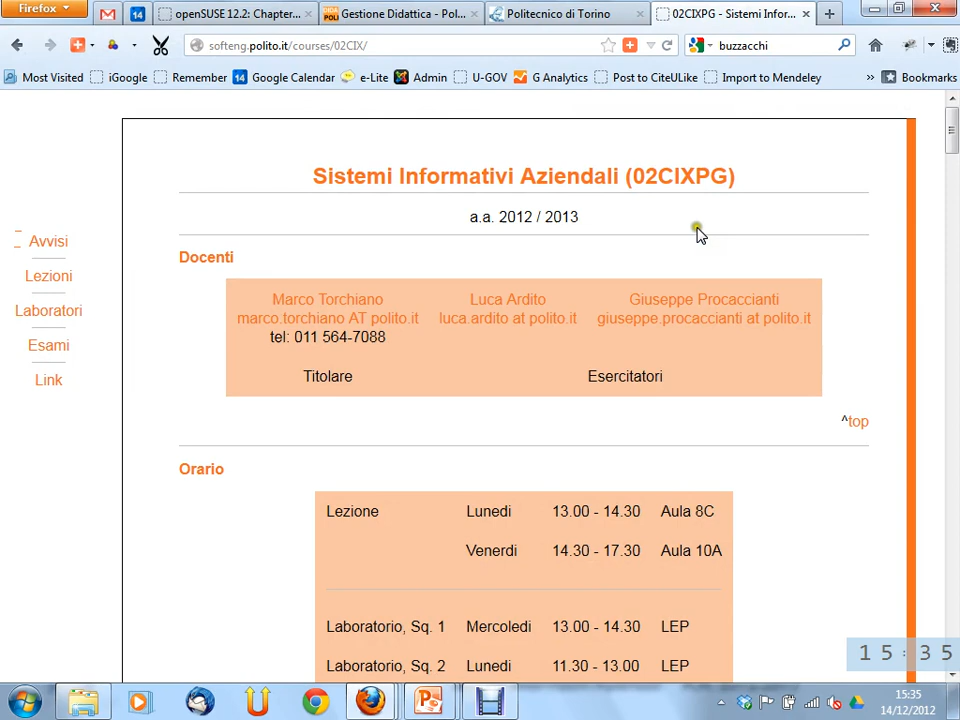 Firefox
openSUSE 12.2: Chapter...
Gestione Didattica - Pol...
Politecnico di Torino
02CIXPG - Sistemi Infor...
softeng.polito.it/courses/02CIX/
buzzacchi
Most Visited
iGoogle
Remember
14 Google Calendar
e-Lite
Admin
U-GOV
G Analytics
Post to CiteULike
Import to Mendeley
» Bookmarks
Sistemi Informativi Aziendali (02CIXPG)
a.a. 2012 / 2013
Avvisi
Lezioni
Laboratori
Esami
Link
Docenti
Marco Torchiano Luca Ardito Giuseppe Procaccianti
marco.torchiano AT polito.it luca.ardito at polito.it giuseppe.procaccianti at polito.it
tel: 011 564-7088
Titolare Esercitatori
^top
Orario
Lezione Lunedi 13.00 - 14.30 Aula 8C
Venerdi 14.30 - 17.30 Aula 10A
Laboratorio, Sq. 1 Mercoledi 13.00 - 14.30 LEP
Laboratorio, Sq. 2 Lunedi 11.30 - 13.00 LEP
15:35
15:35
14/12/2012